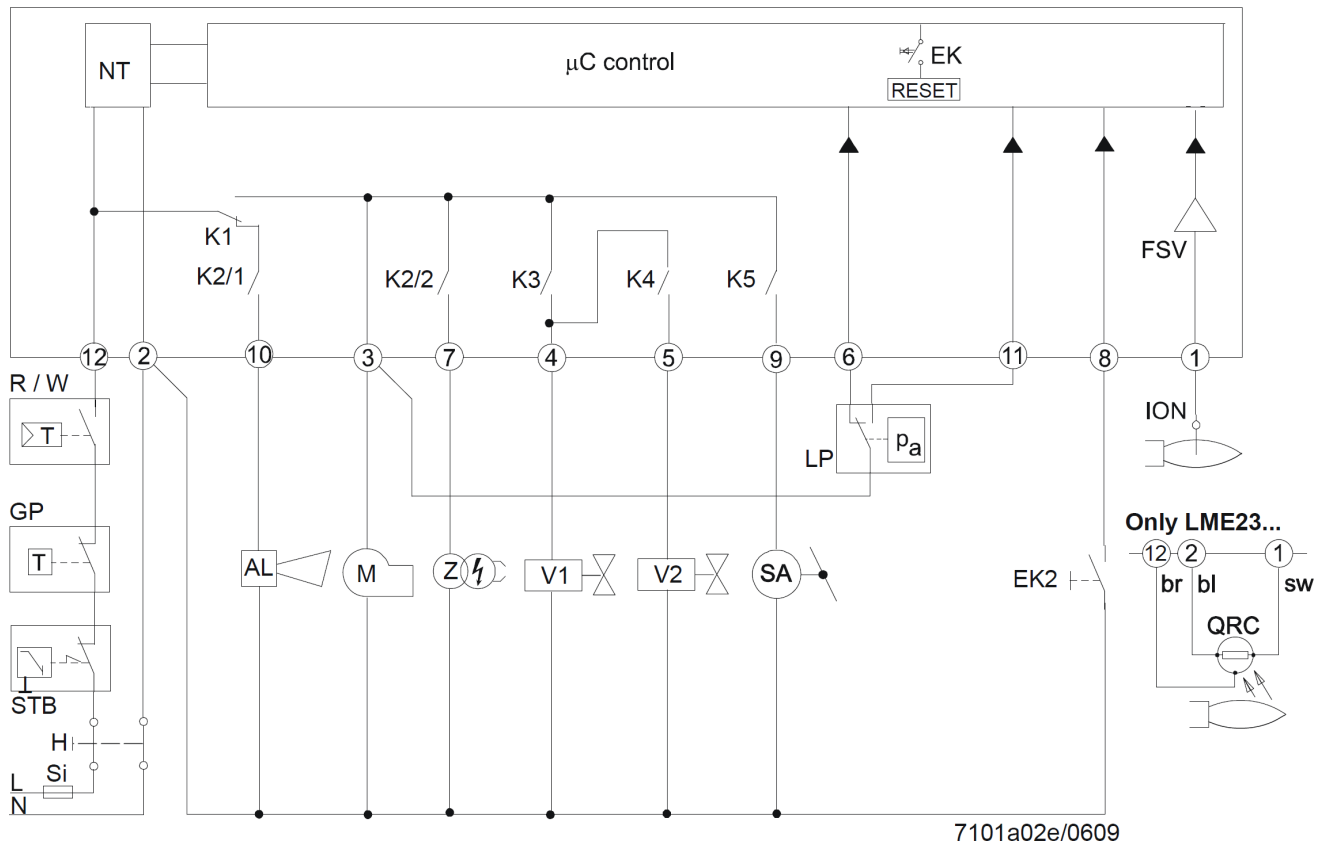 NT
μC control
EK
RESET
FSV
K1
K2/1
K2/2
K3
K4
K5
12
2
10
3
7
4
5
9
6
11
8
1
R / W
T
GP
T
STB
H
Si
L
N
LP
pa
ION
AL
M
Z
V1
V2
SA
EK2
Only LME23...
12
2
1
br
bl
sw
QRC
7101a02e/0609